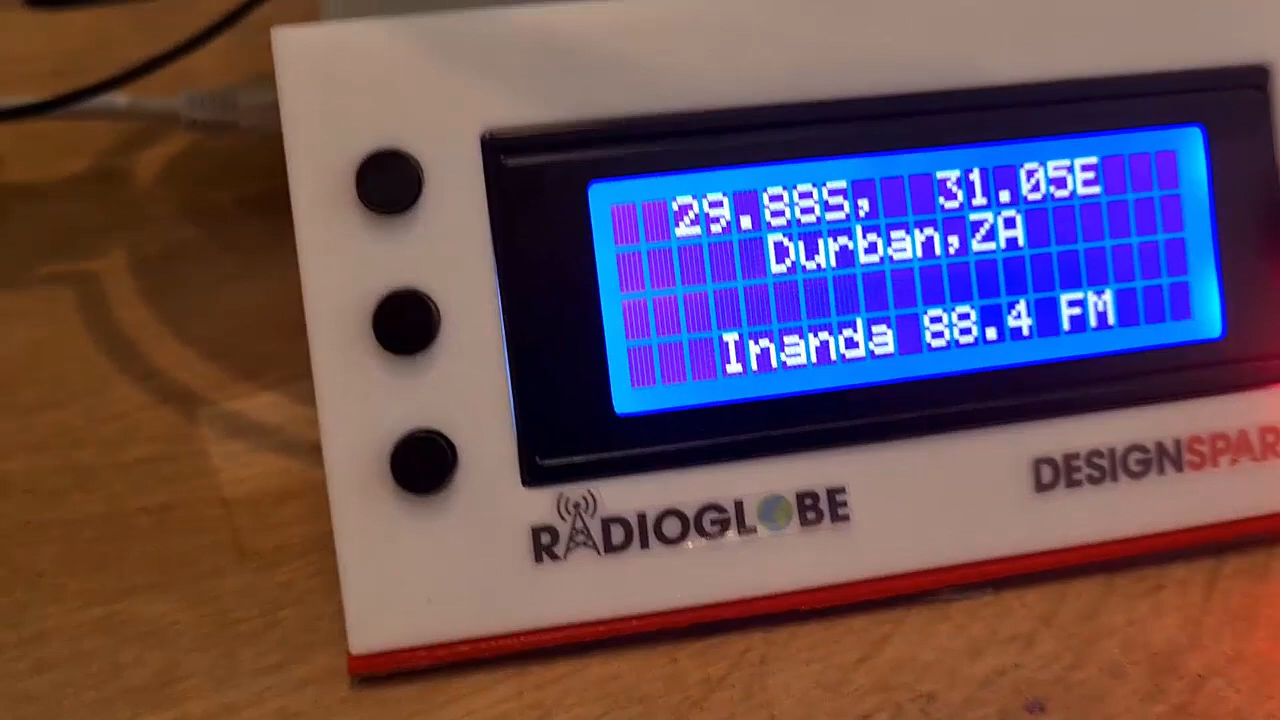 29.88S, 31.05E
Durban,ZA
Inanda 88.4 FM
RADIOGLOBE
DESIGNSPAR